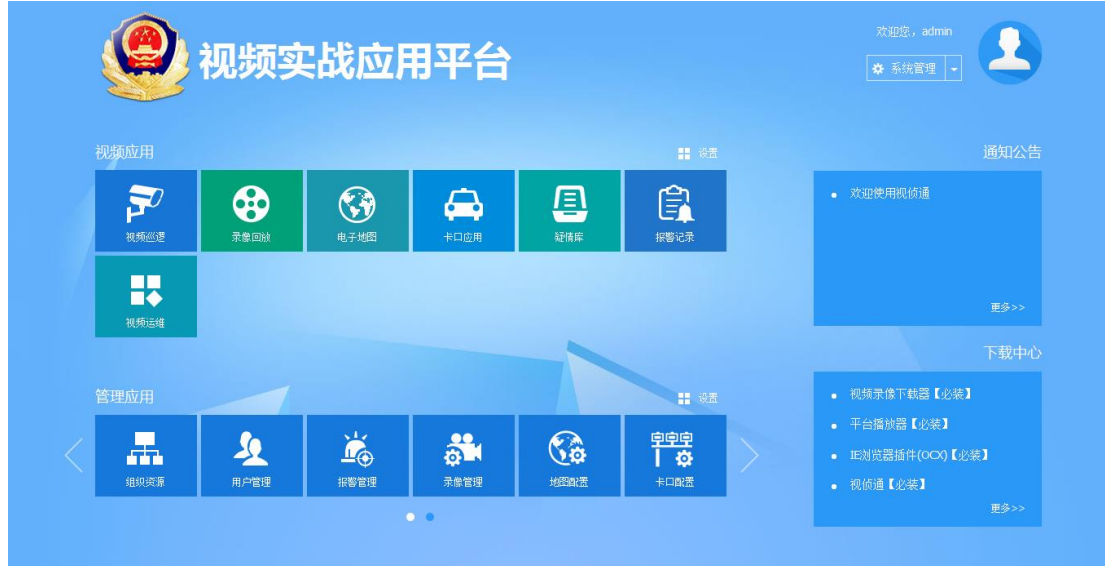 视频实战应用平台
欢迎您，admin
系统管理
视频应用
设置
视频巡逻
录像回放
电子地图
卡口应用
疑情库
报警记录
视频运维
管理应用
设置
组织资源
用户管理
报警管理
录像管理
地图配置
卡口配置
通知公告
欢迎使用视侦通
更多>>
下载中心
视频录像下载器【必装】
平台播放器【必装】
IE浏览器插件(OCX)【必装】
视侦通【必装】
更多>>